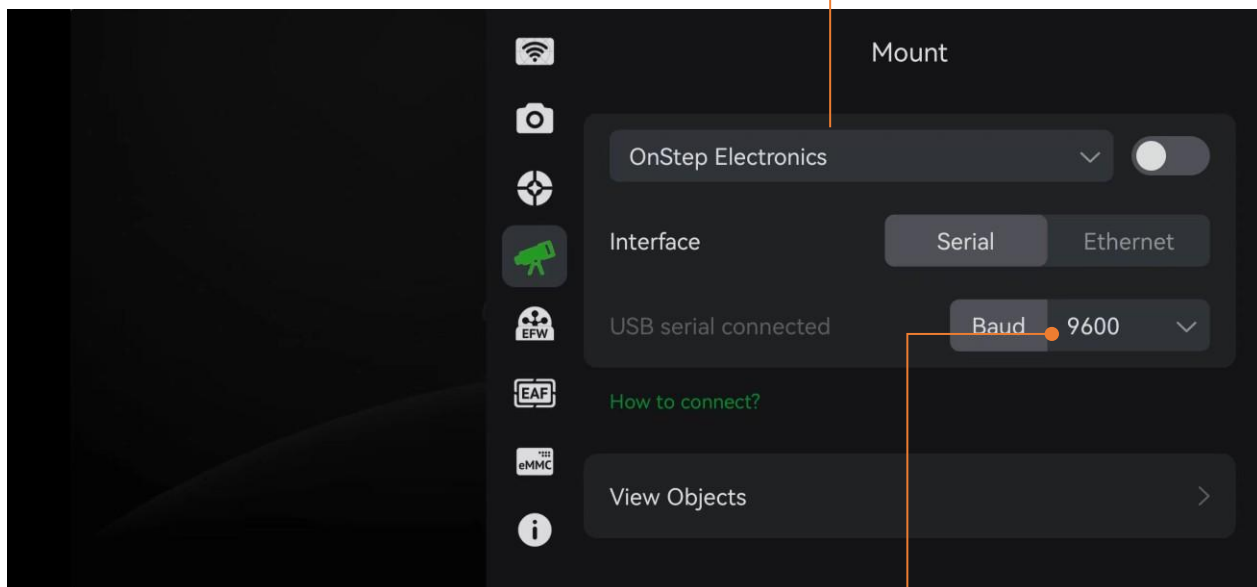 Mount
OnStep Electronics
Interface Serial Ethernet
EFW
USB serial connected Baud 9600
EAF
How to connect?
eMMC
View Objects
i